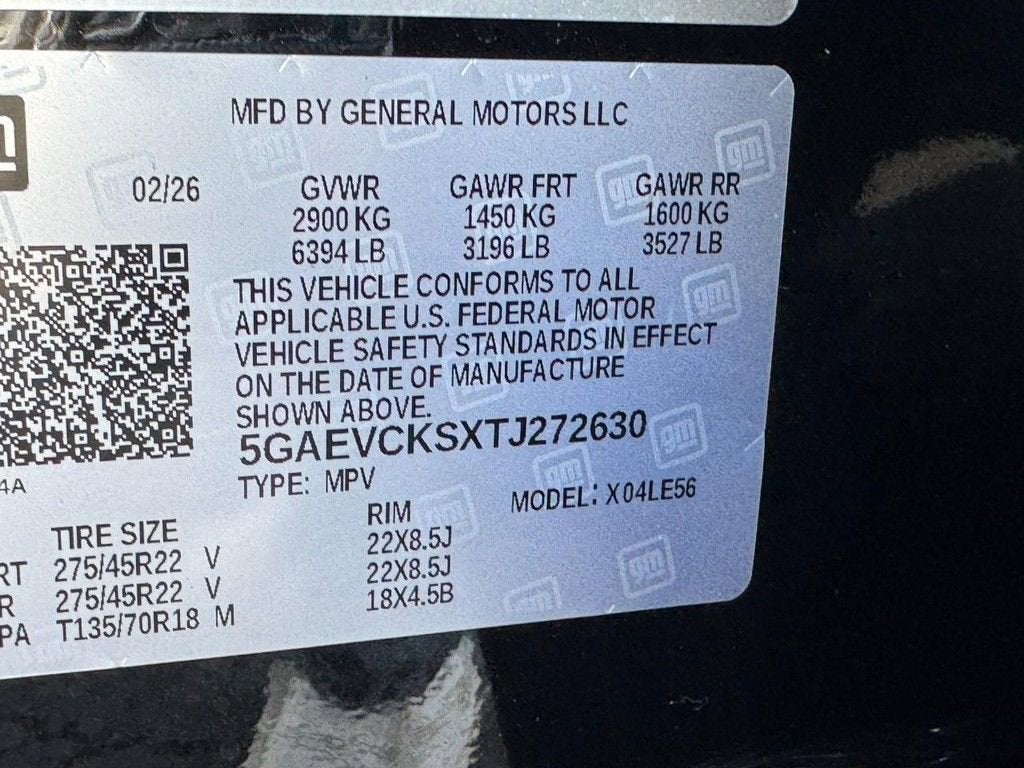 MFD BY GENERAL MOTORS LLC
02/26 GVWR GAWR FRT GAWR RR
2900 KG 1450 KG 1600 KG
6394 LB 3196 LB 3527 LB
THIS VEHICLE CONFORMS TO ALL
APPLICABLE U.S. FEDERAL MOTOR
VEHICLE SAFETY STANDARDS IN EFFECT
ON THE DATE OF MANUFACTURE
SHOWN ABOVE.
5GAEVCKSXTJ272630
4A
TYPE: MPV MODEL: X04LE56
TIRE SIZE RIM
RT 275/45R22 V 22X8.5J
R 275/45R22 V 22X8.5J
PA T135/70R18 M 18X4.5B